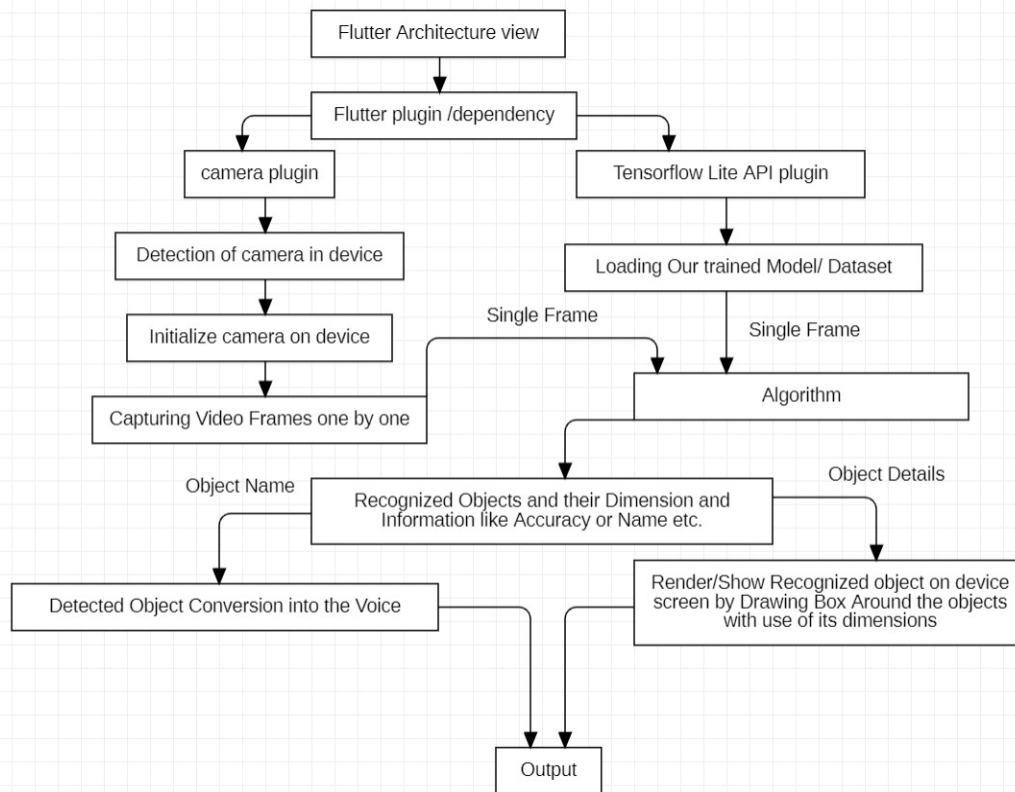 Flutter Architecture view
Flutter plugin /dependency
camera plugin
Tensorflow Lite API plugin
Detection of camera in device
Loading Our trained Model/ Dataset
Initialize camera on device
Single Frame
Single Frame
Capturing Video Frames one by one
Algorithm
Object Name
Object Details
Recognized Objects and their Dimension and
Information like Accuracy or Name etc.
Detected Object Conversion into the Voice
Render/Show Recognized object on device
screen by Drawing Box Around the objects
with use of its dimensions
Output